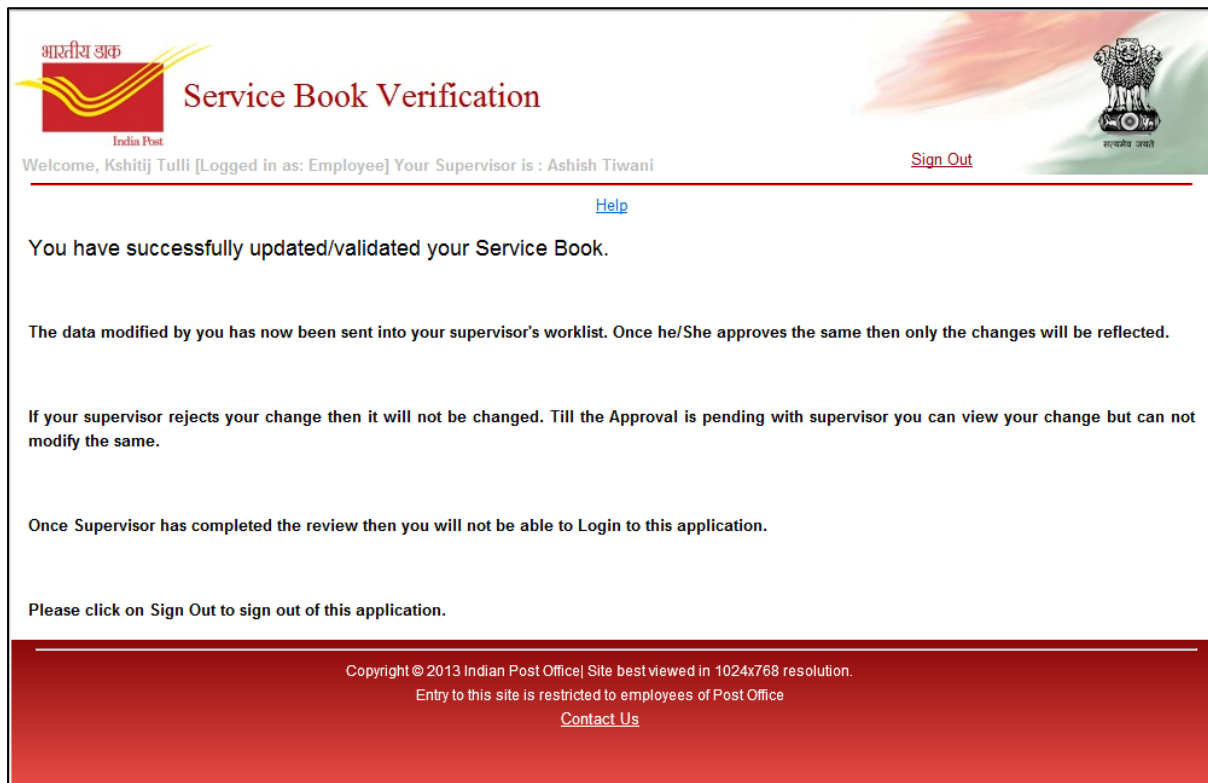 भारतीय डाक
India Post
Service Book Verification
सत्यमेव जयते
Welcome, Kshitij Tulli [Logged in as: Employee] Your Supervisor is : Ashish Tiwani
Sign Out
Help
You have successfully updated/validated your Service Book.
The data modified by you has now been sent into your supervisor's worklist. Once he/She approves the same then only the changes will be reflected.
If your supervisor rejects your change then it will not be changed. Till the Approval is pending with supervisor you can view your change but can not
modify the same.
Once Supervisor has completed the review then you will not be able to Login to this application.
Please click on Sign Out to sign out of this application.
Copyright © 2013 Indian Post Office| Site best viewed in 1024x768 resolution.
Entry to this site is restricted to employees of Post Office
Contact Us